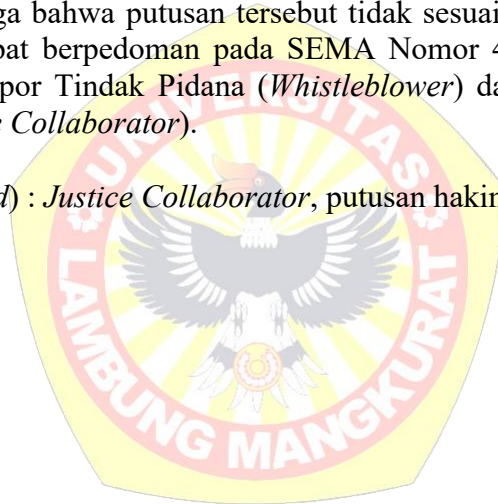 ga bahwa putusan tersebut tidak sesuai
pat berpedoman pada SEMA Nomor 4
por Tindak Pidana (Whistleblower) da
Collaborator).
d) : Justice Collaborator, putusan hakim
UNIVERSITAS
LAMBUNG MANGKURAT